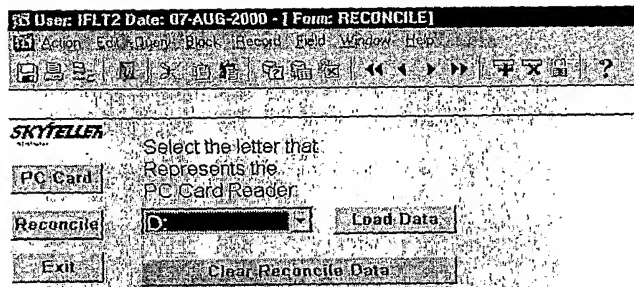 User: IFLT2 Date: 07-AUG-2000 - [ Form: RECONCILE]
Action Edit Query Block Record Field Window Help
?
SKYTELLER
Select the letter that
Represents the
PC Card Reader:
PC Card
D:
Load Data
Reconcile
Exit
Clear Reconcile Data